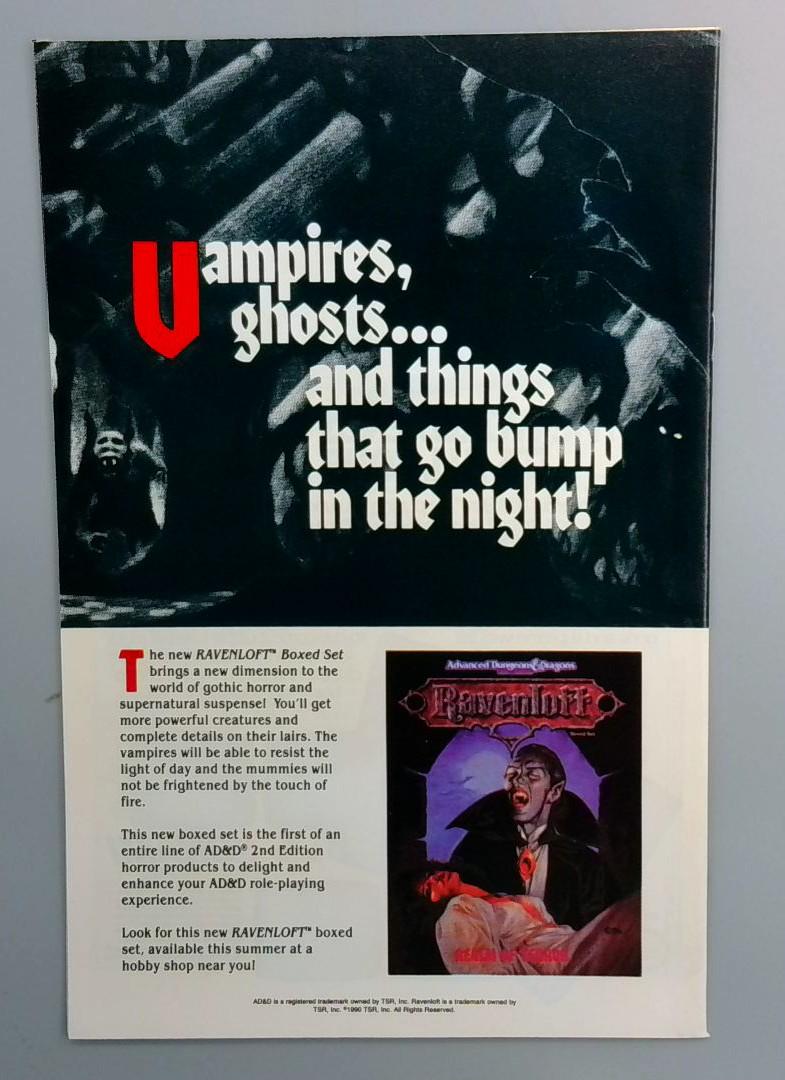 Vampires,
ghosts...
and things
that go bump
in the night!
The new RAVENLOFT™ Boxed Set
brings a new dimension to the
world of gothic horror and
supernatural suspense! You'll get
more powerful creatures and
complete details on their lairs. The
vampires will be able to resist the
light of day and the mummies will
not be frightened by the touch of
fire.
This new boxed set is the first of an
entire line of AD&D® 2nd Edition
horror products to delight and
enhance your AD&D role-playing
experience.
Look for this new RAVENLOFT™ boxed
set, available this summer at a
hobby shop near you!
Advanced Dungeons & Dragons
Ravenloft
Boxed Set
REALM OF TERROR
AD&D is a registered trademark owned by TSR, Inc. Ravenloft is a trademark owned by
TSR, Inc. ©1990 TSR, Inc. All Rights Reserved.